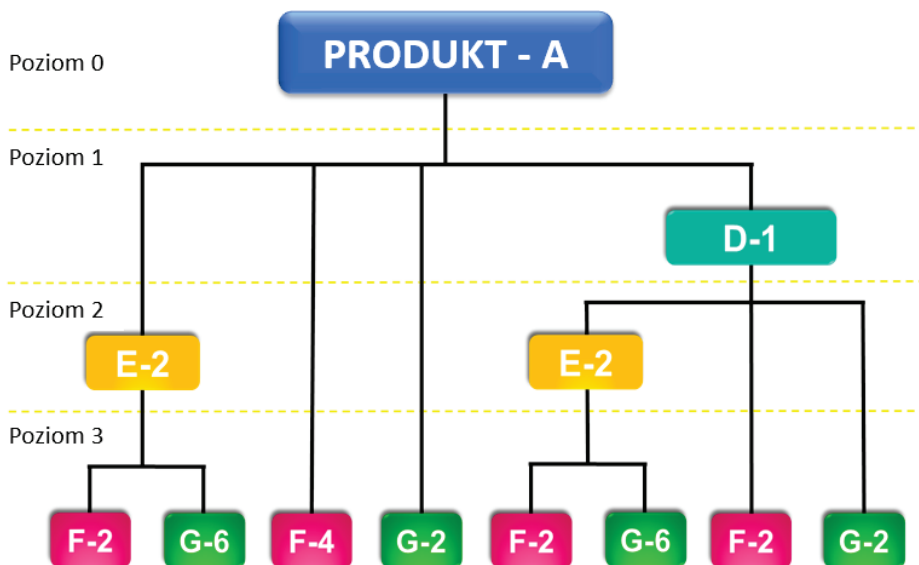 PRODUKT - A
Poziom 0
Poziom 1
D-1
Poziom 2
E-2
E-2
Poziom 3
F-2
G-6
F-4
G-2
F-2
G-6
F-2
G-2